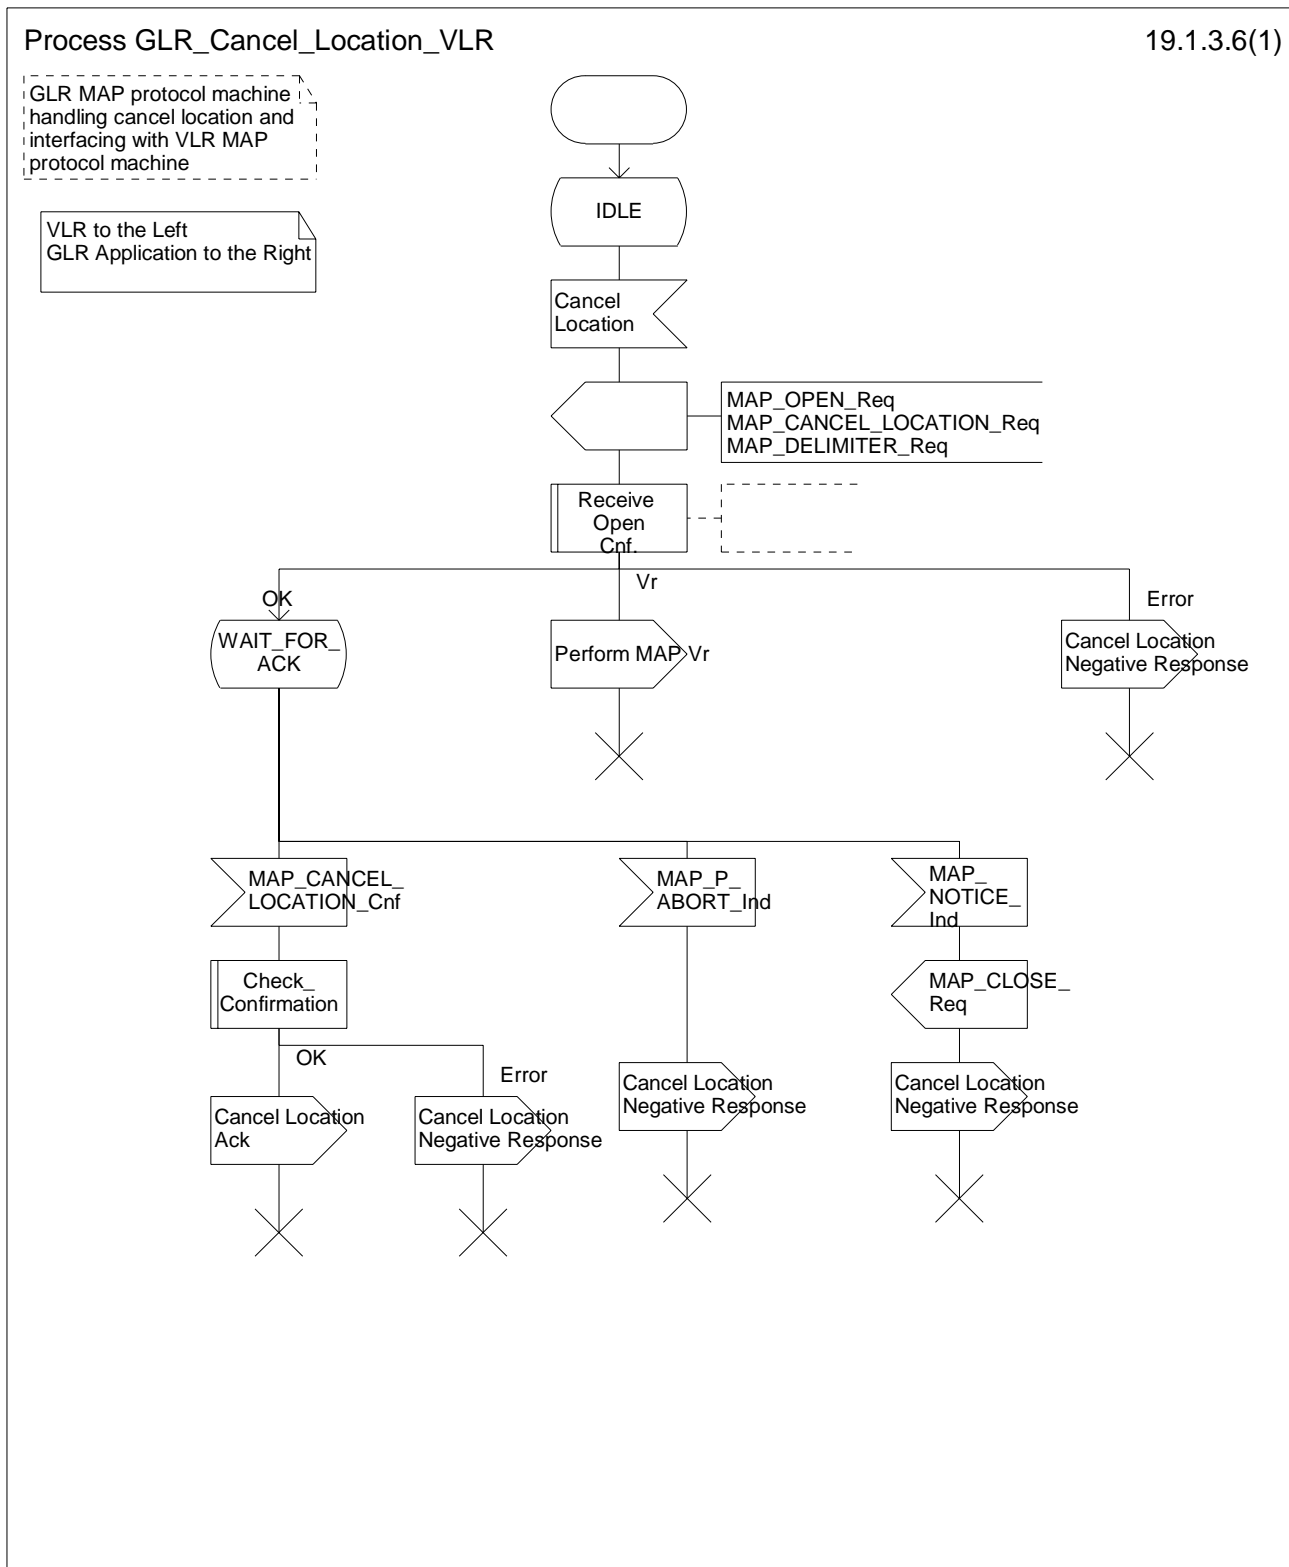 Process GLR_Cancel_Location_VLR
19.1.3.6(1)
GLR MAP protocol machine
handling cancel location and
interfacing with VLR MAP
protocol machine
VLR to the Left
GLR Application to the Right
IDLE
Cancel
Location
MAP_OPEN_Req
MAP_CANCEL_LOCATION_Req
MAP_DELIMITER_Req
Receive
Open
Cnf.
Vr
OK
Error
WAIT_FOR_
ACK
Perform MAP Vr
Cancel Location
Negative Response
MAP_CANCEL_
LOCATION_Cnf
MAP_P_
ABORT_Ind
MAP_
NOTICE_
Ind
Check_
Confirmation
MAP_CLOSE_
Req
OK
Error
Cancel Location
Ack
Cancel Location
Negative Response
Cancel Location
Negative Response
Cancel Location
Negative Response